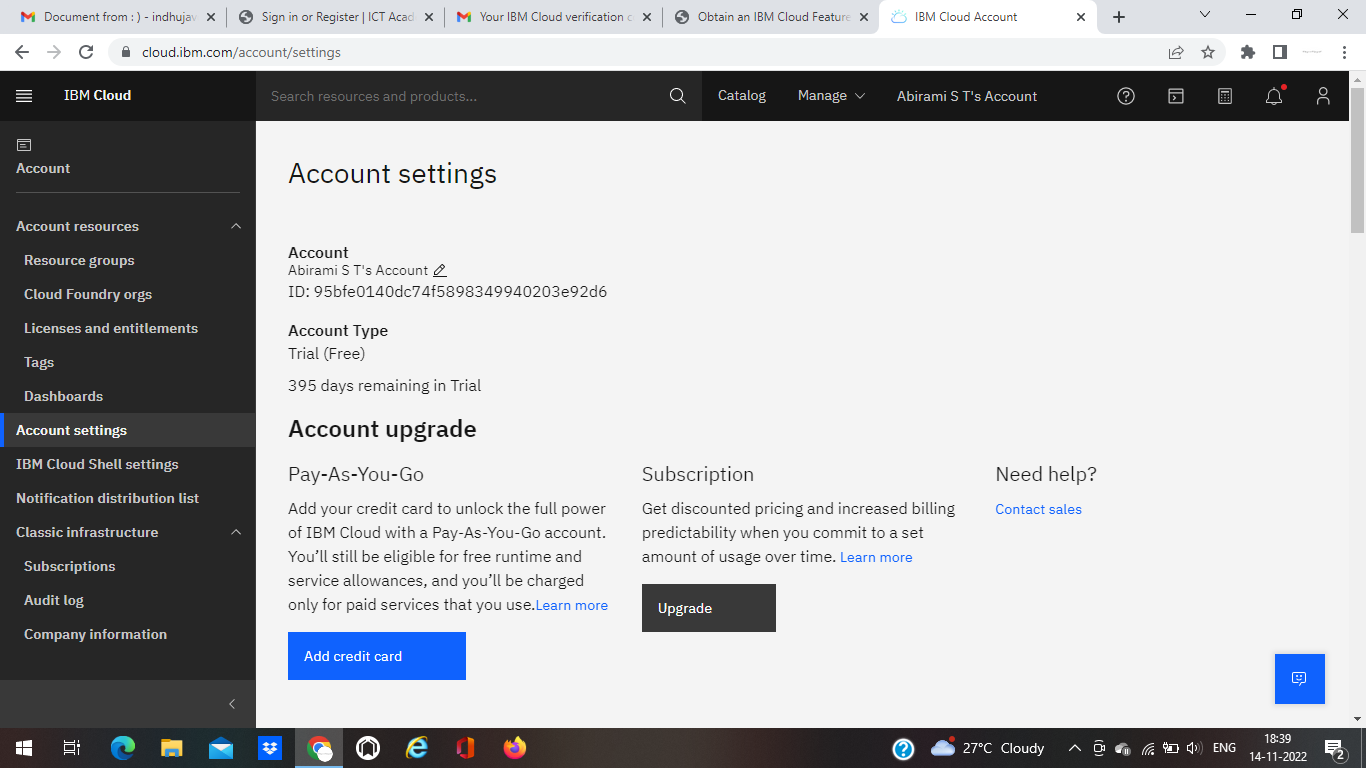 Document from : ) - indhujav
Sign in or Register | ICT Acad
Your IBM Cloud verification c
Obtain an IBM Cloud Feature
IBM Cloud Account
cloud.ibm.com/account/settings
IBM Cloud
Search resources and products...
Catalog
Manage
Abirami S T's Account
Account
Account resources
Resource groups
Cloud Foundry orgs
Licenses and entitlements
Tags
Dashboards
Account settings
IBM Cloud Shell settings
Notification distribution list
Classic infrastructure
Subscriptions
Audit log
Company information
Account settings
Account
Abirami S T's Account
ID: 95bfe0140dc74f5898349940203e92d6
Account Type
Trial (Free)
395 days remaining in Trial
Account upgrade
Pay-As-You-Go
Add your credit card to unlock the full power
of IBM Cloud with a Pay-As-You-Go account.
You’ll still be eligible for free runtime and
service allowances, and you’ll be charged
only for paid services that you use.Learn more
Add credit card
Subscription
Get discounted pricing and increased billing
predictability when you commit to a set
amount of usage over time. Learn more
Upgrade
Need help?
Contact sales
27°C Cloudy
ENG
18:39
14-11-2022
2